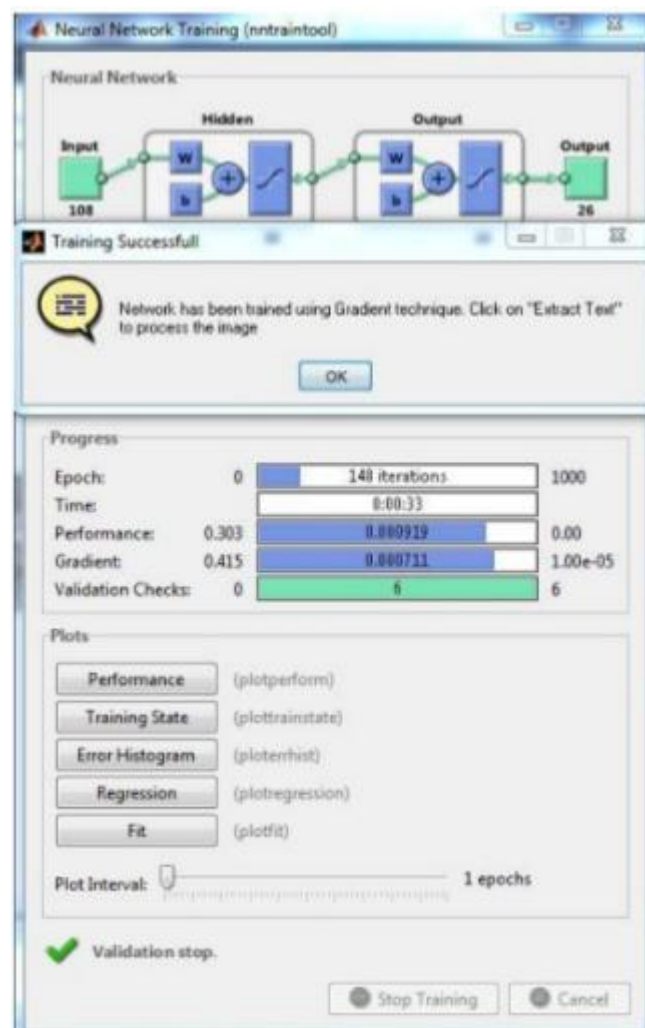 Neural Network Training (nntraintool)
Neural Network
Hidden Output
Input Output
W W
b b
108 26
Training Successfull
Network has been trained using Gradient technique. Click on "Extract Text"
to process the image
OK
Progress
Epoch: 0 148 iterations 1000
Time: 0:00:33
Performance: 0.303 0.000919 0.00
Gradient: 0.415 0.000711 1.00e-05
Validation Checks: 0 6 6
Plots
Performance (plotperform)
Training State (plottrainstate)
Error Histogram (ploterrhist)
Regression (plotregression)
Fit (plotfit)
Plot Interval: 1 epochs
Validation stop.
Stop Training Cancel